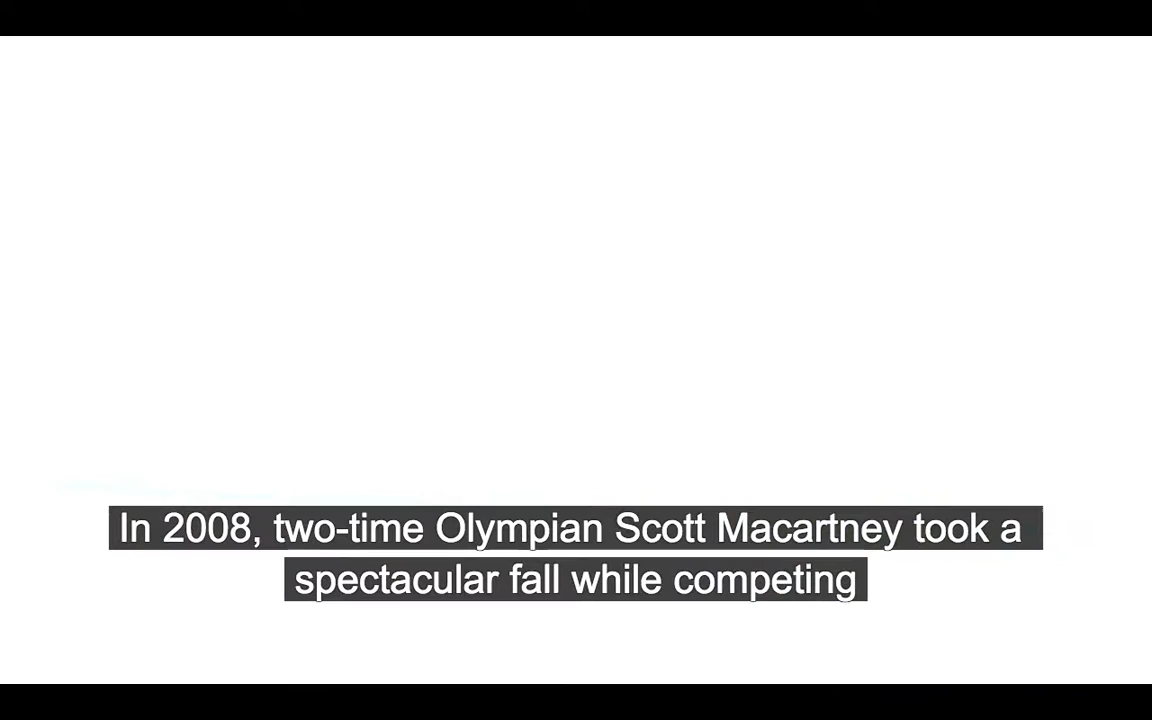 In 2008, two-time Olympian Scott Macartney took a
spectacular fall while competing